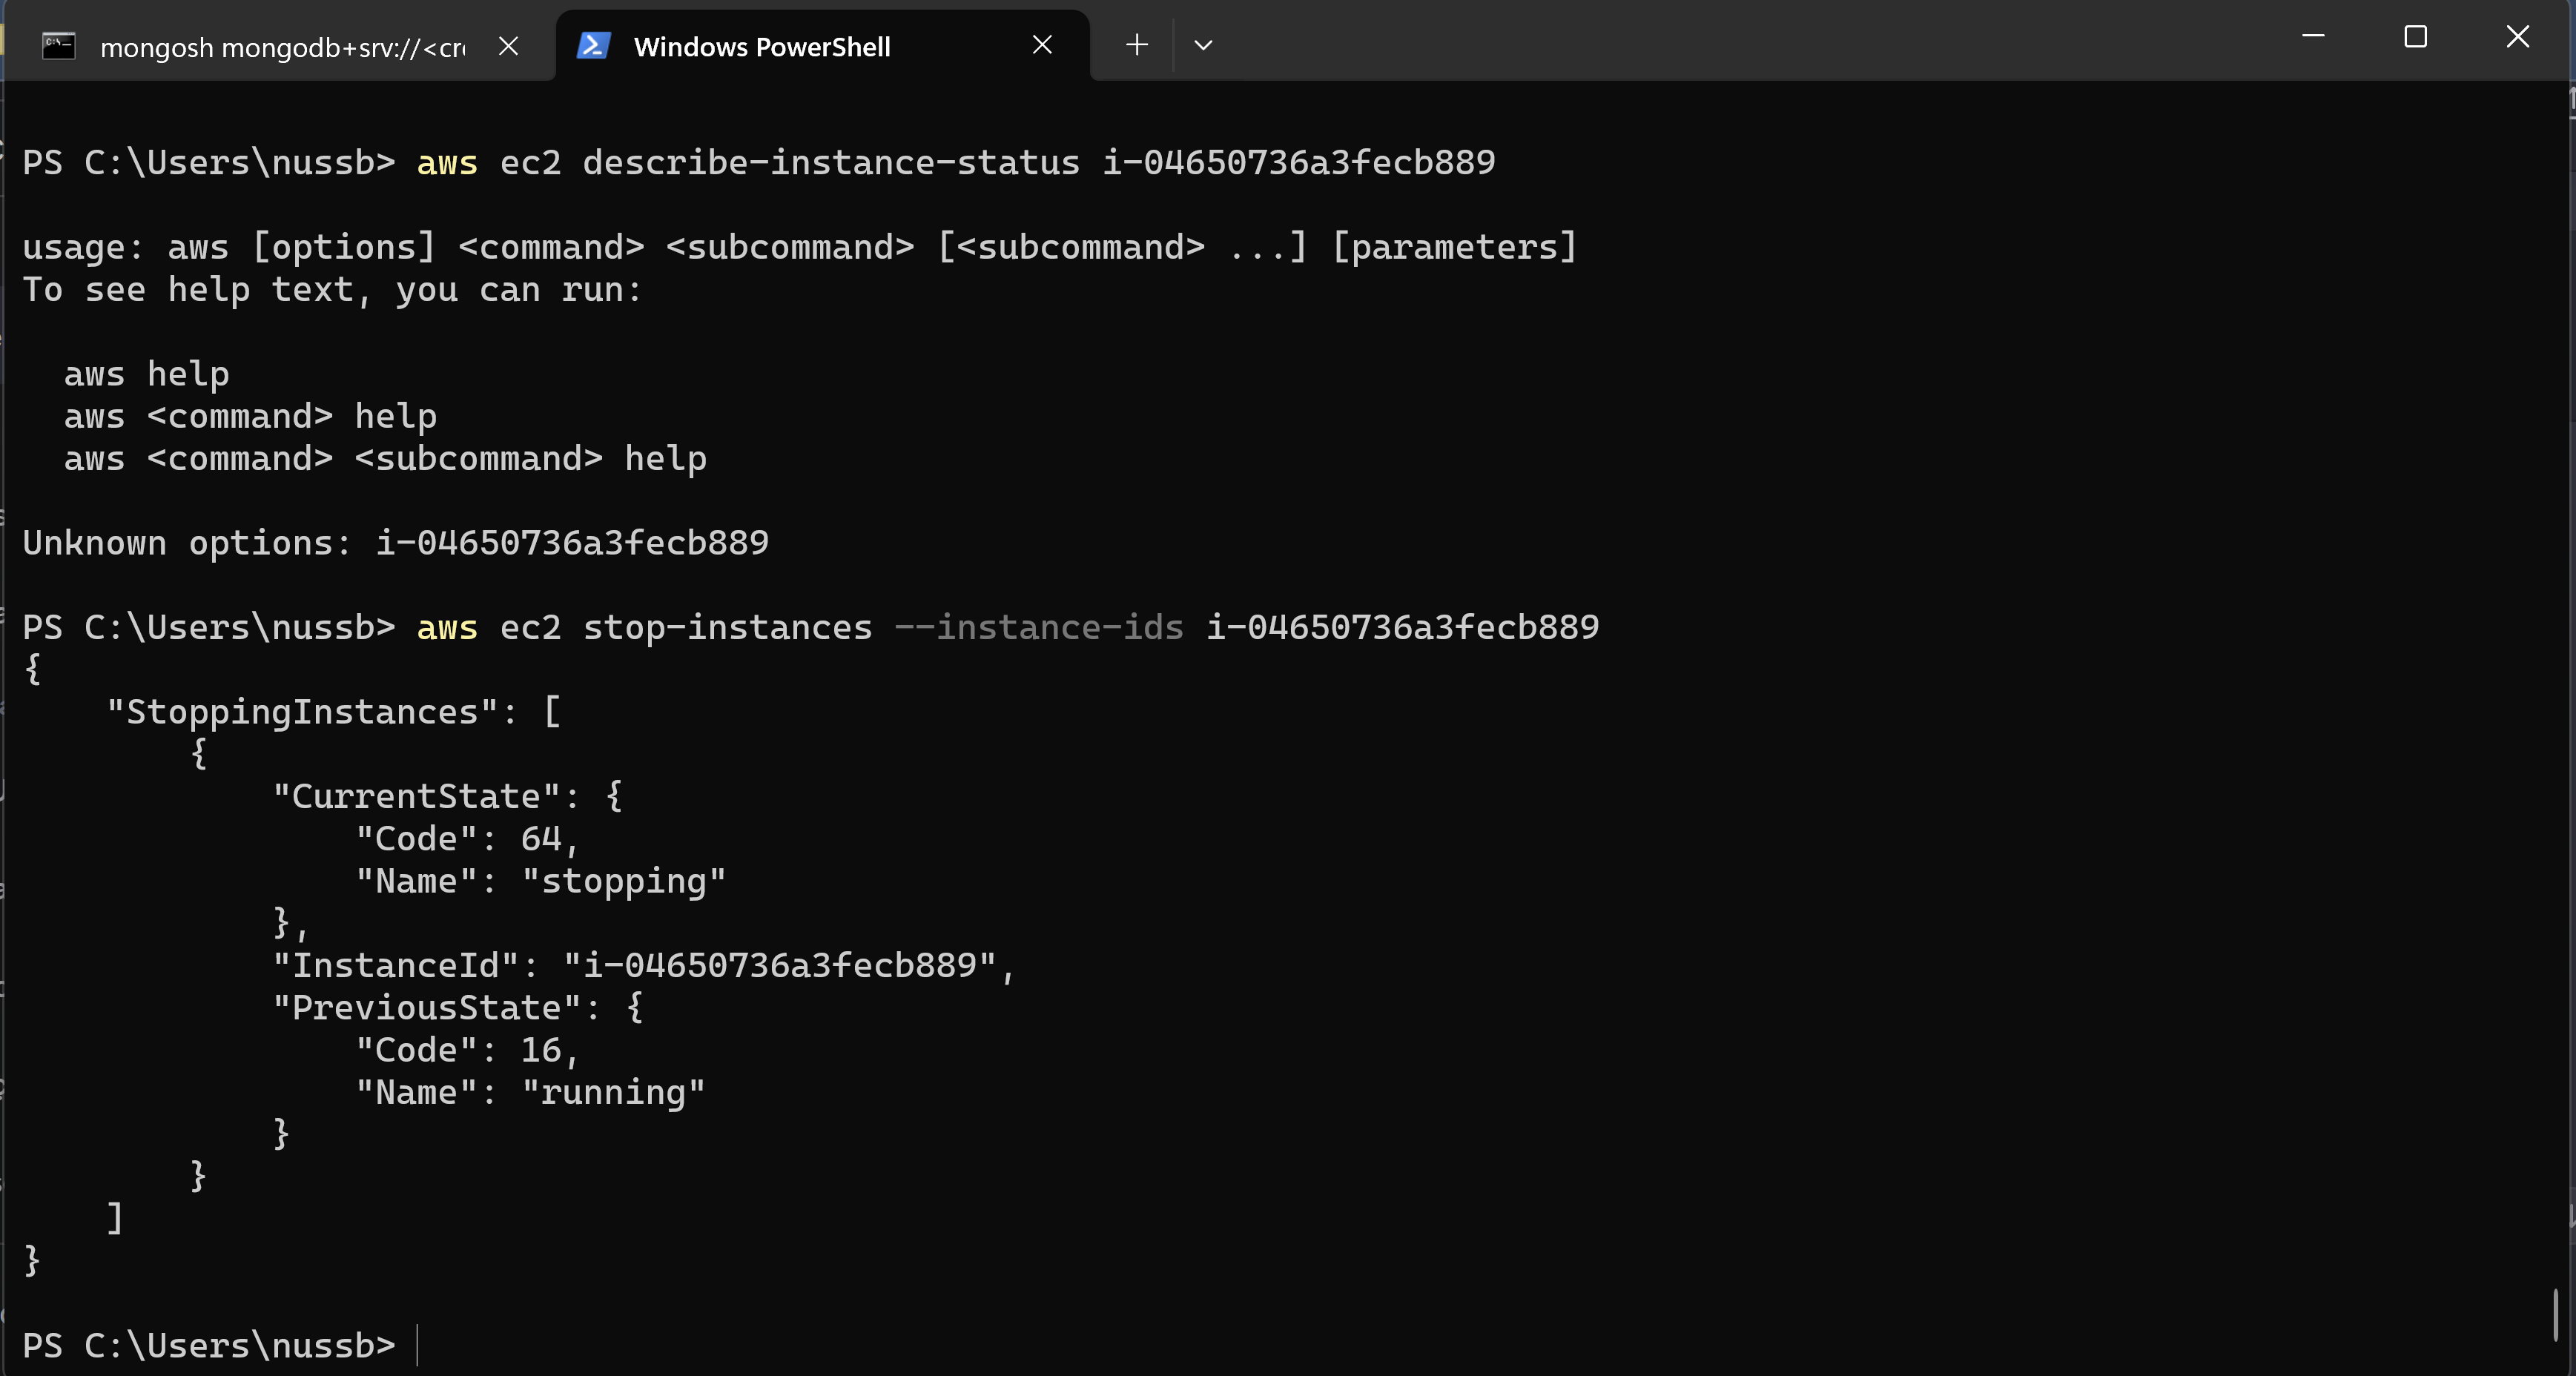 mongosh mongodb+srv://<cr
Windows PowerShell
PS C:\Users\nussb> aws ec2 describe-instance-status i-04650736a3fecb889
usage: aws [options] <command> <subcommand> [<subcommand> ...] [parameters]
To see help text, you can run:
aws help
aws <command> help
aws <command> <subcommand> help
Unknown options: i-04650736a3fecb889
PS C:\Users\nussb> aws ec2 stop-instances --instance-ids i-04650736a3fecb889
{
"StoppingInstances": [
{
"CurrentState": {
"Code": 64,
"Name": "stopping"
},
"InstanceId": "i-04650736a3fecb889",
"PreviousState": {
"Code": 16,
"Name": "running"
}
}
]
}
PS C:\Users\nussb>